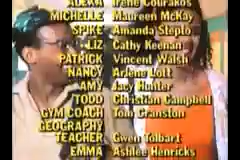 ALEXA Irene Courakos
MICHELLE Maureen McKay
SPIKE Amanda Stepto
LIZ Cathy Keenan
PATRICK Vincent Walsh
NANCY Arlene Lott
AMY Jacy Hunter
TODD Christian Campbell
GYM COACH Tom Granston
GEOGRAPHY
TEACHER Gwen Tolbart
EMMA Ashlee Henricks